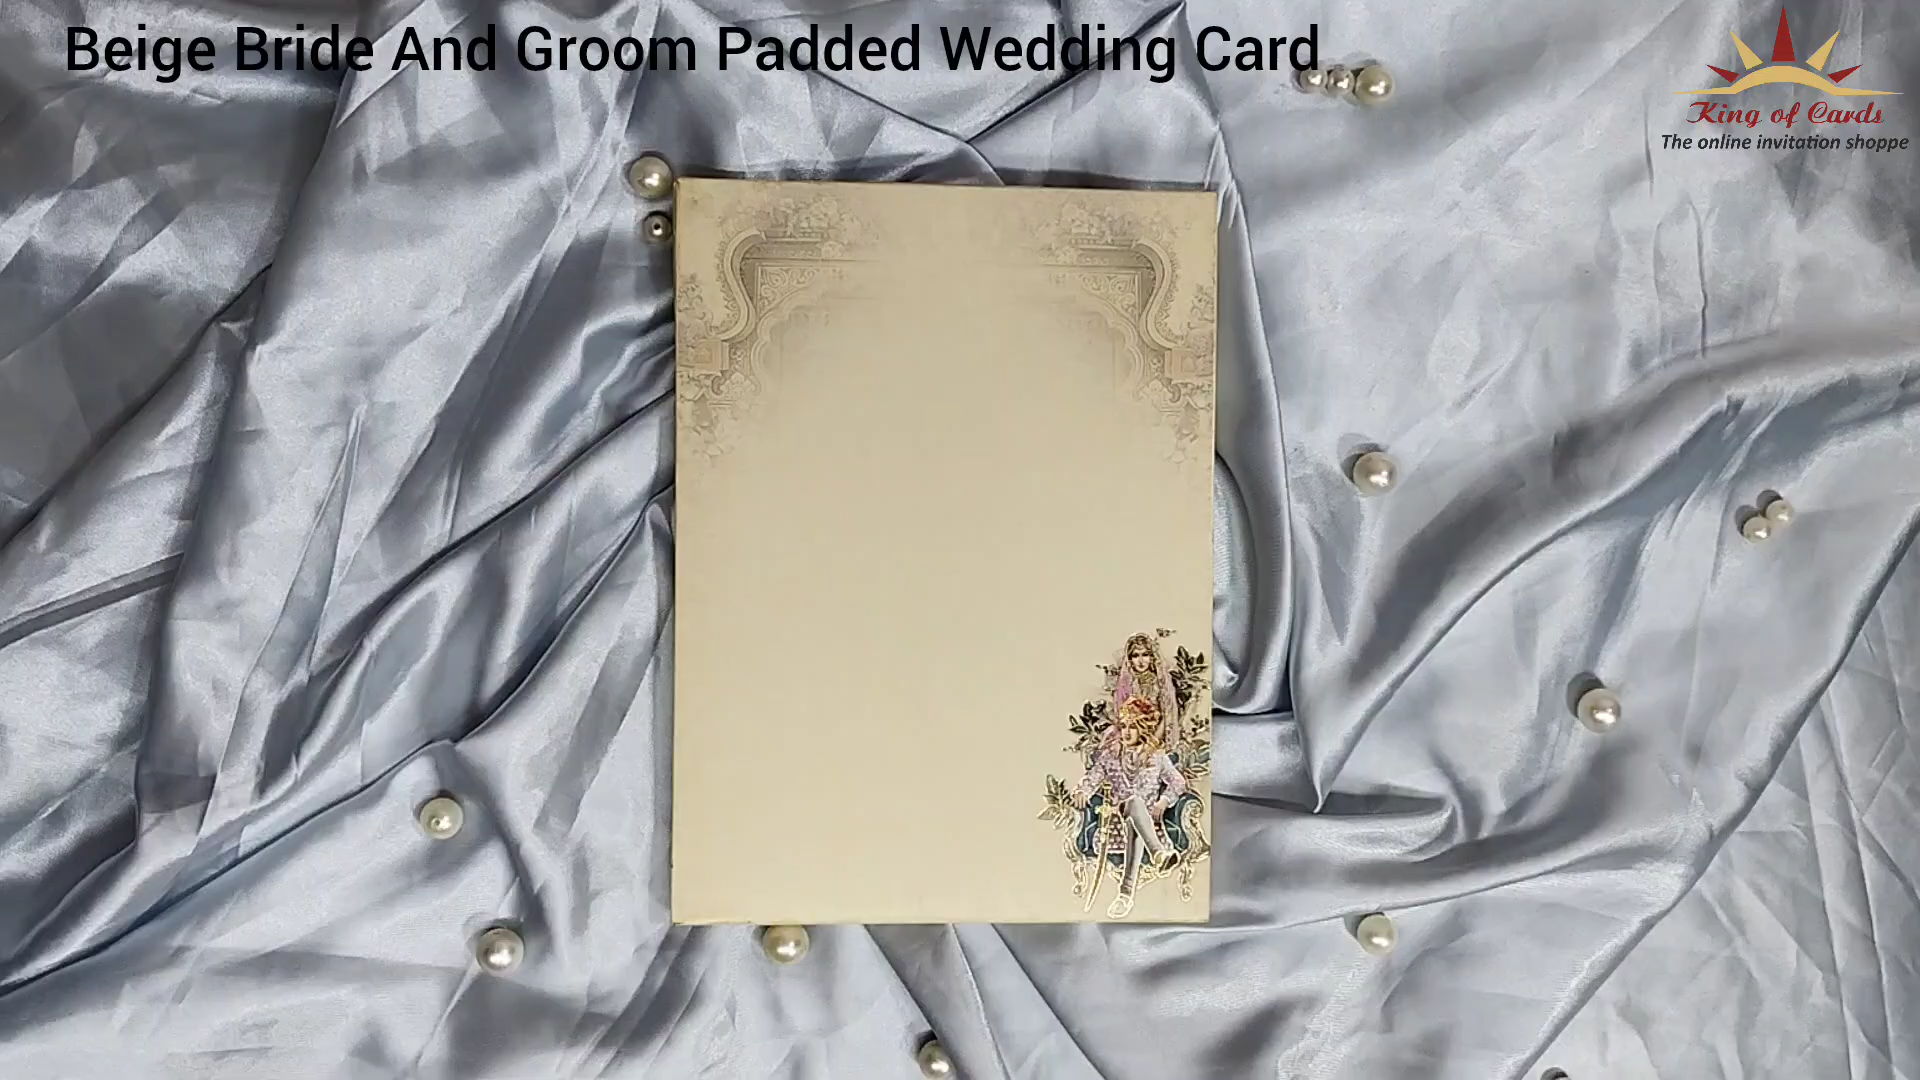 Beige Bride And Groom Padded Wedding Card
King of Cards
The online invitation shoppe